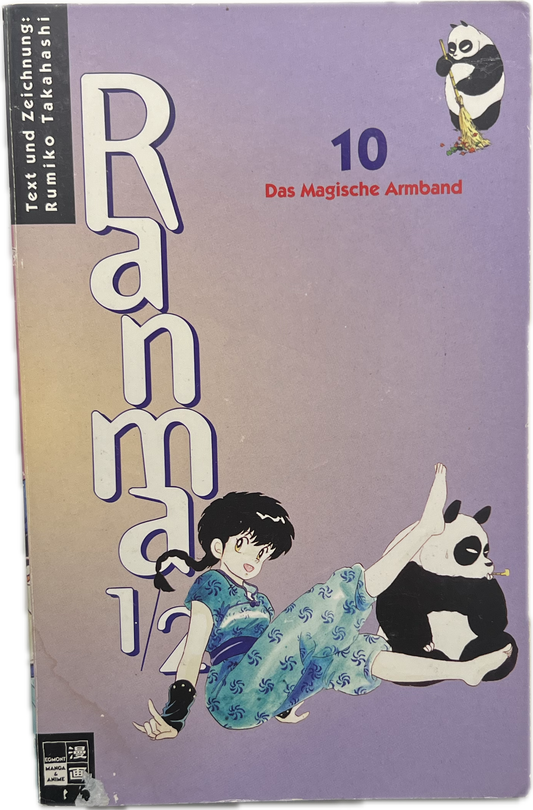 Text und Zeichnung:
Rumiko Takahashi
Ranma
1/2
10
Das Magische Armband
EGMONT
MANGA
&
ANIME
漫
画